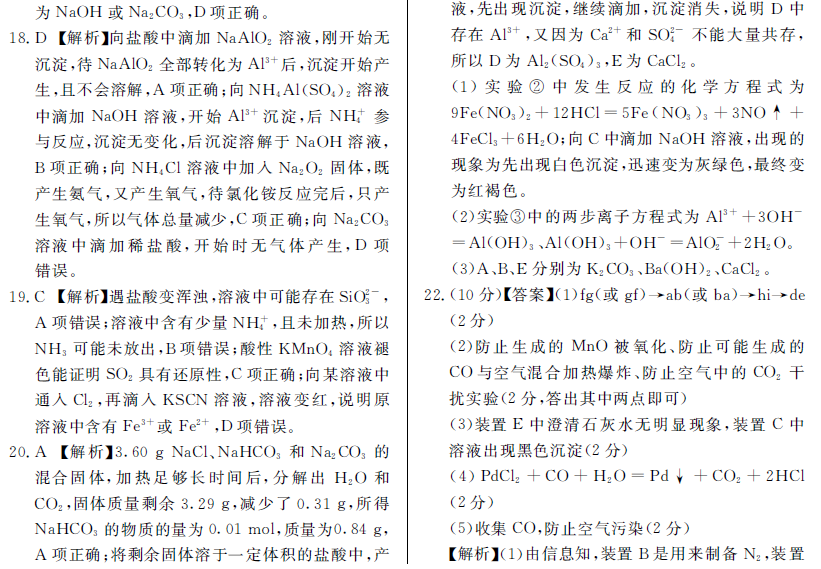 为 NaOH 或 Na₂CO₃,D 项正确。
18. D 【解析】向盐酸中滴加 NaAlO₂ 溶液,刚开始无
沉淀,待 NaAlO₂ 全部转化为 Al³⁺后,沉淀开始产
生,且不会溶解,A 项正确;向 NH₄Al(SO₄)₂ 溶液
中滴加 NaOH 溶液,开始 Al³⁺ 沉淀,后 NH₄⁺ 参
与反应,沉淀无变化,后沉淀溶解于 NaOH 溶液,
B 项正确;向 NH₄Cl 溶液中加入 Na₂O₂ 固体,既
产生氨气,又产生氧气,待氯化铵反应完后,只产
生氧气,所以气体总量减少,C 项正确;向 Na₂CO₃
溶液中滴加稀盐酸,开始时无气体产生,D 项
错误。
19. C 【解析】遇盐酸变浑浊,溶液中可能存在 SiO₃²⁻,
A 项错误;溶液中含有少量 NH₄⁺,且未加热,所以
NH₃ 可能未放出,B 项错误;酸性 KMnO₄ 溶液褪
色能证明 SO₂ 具有还原性,C 项正确;向某溶液中
通入 Cl₂,再滴入 KSCN 溶液,溶液变红,说明原
溶液中含有 Fe³⁺或 Fe²⁺,D 项错误。
20. A 【解析】3.60 g NaCl、NaHCO₃ 和 Na₂CO₃ 的
混合固体,加热足够长时间后,分解出 H₂O 和
CO₂,固体质量剩余 3.29 g,减少了 0.31 g,所得
NaHCO₃ 的物质的量为 0.01 mol,质量为0.84 g,
A 项正确;将剩余固体溶于一定体积的盐酸中,产
液,先出现沉淀,继续滴加,沉淀消失,说明 D 中
存在 Al³⁺,又因为 Ca²⁺ 和 SO₄²⁻ 不能大量共存,
所以 D 为 Al₂(SO₄)₃,E 为 CaCl₂。
(1) 实验②中发生反应的化学方程式为
9Fe(NO₃)₂+12HCl=5Fe(NO₃)₃+3NO↑+
4FeCl₃+6H₂O;向 C 中滴加 NaOH 溶液,出现的
现象为先出现白色沉淀,迅速变为灰绿色,最终变
为红褐色。
(2)实验③中的两步离子方程式为 Al³⁺+3OH⁻
=Al(OH)₃、Al(OH)₃+OH⁻=AlO₂⁻+2H₂O。
(3)A、B、E 分别为 K₂CO₃、Ba(OH)₂、CaCl₂。
22. (10 分)【答案】(1)fg(或 gf)→ab(或 ba)→hi→de
(2 分)
(2)防止生成的 MnO 被氧化、防止可能生成的
CO 与空气混合加热爆炸、防止空气中的 CO₂ 干
扰实验(2 分,答出其中两点即可)
(3)装置 E 中澄清石灰水无明显现象,装置 C 中
溶液出现黑色沉淀(2 分)
(4) PdCl₂ + CO + H₂O = Pd↓ + CO₂ + 2HCl
(2 分)
(5)收集 CO,防止空气污染(2 分)
【解析】(1)由信息知,装置 B 是用来制备 N₂,装置